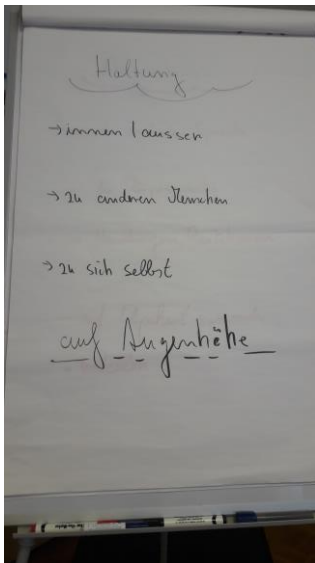 Haltung
→ innen / aussen
→ zu anderen Menschen
→ zu sich selbst
auf Augenhöhe